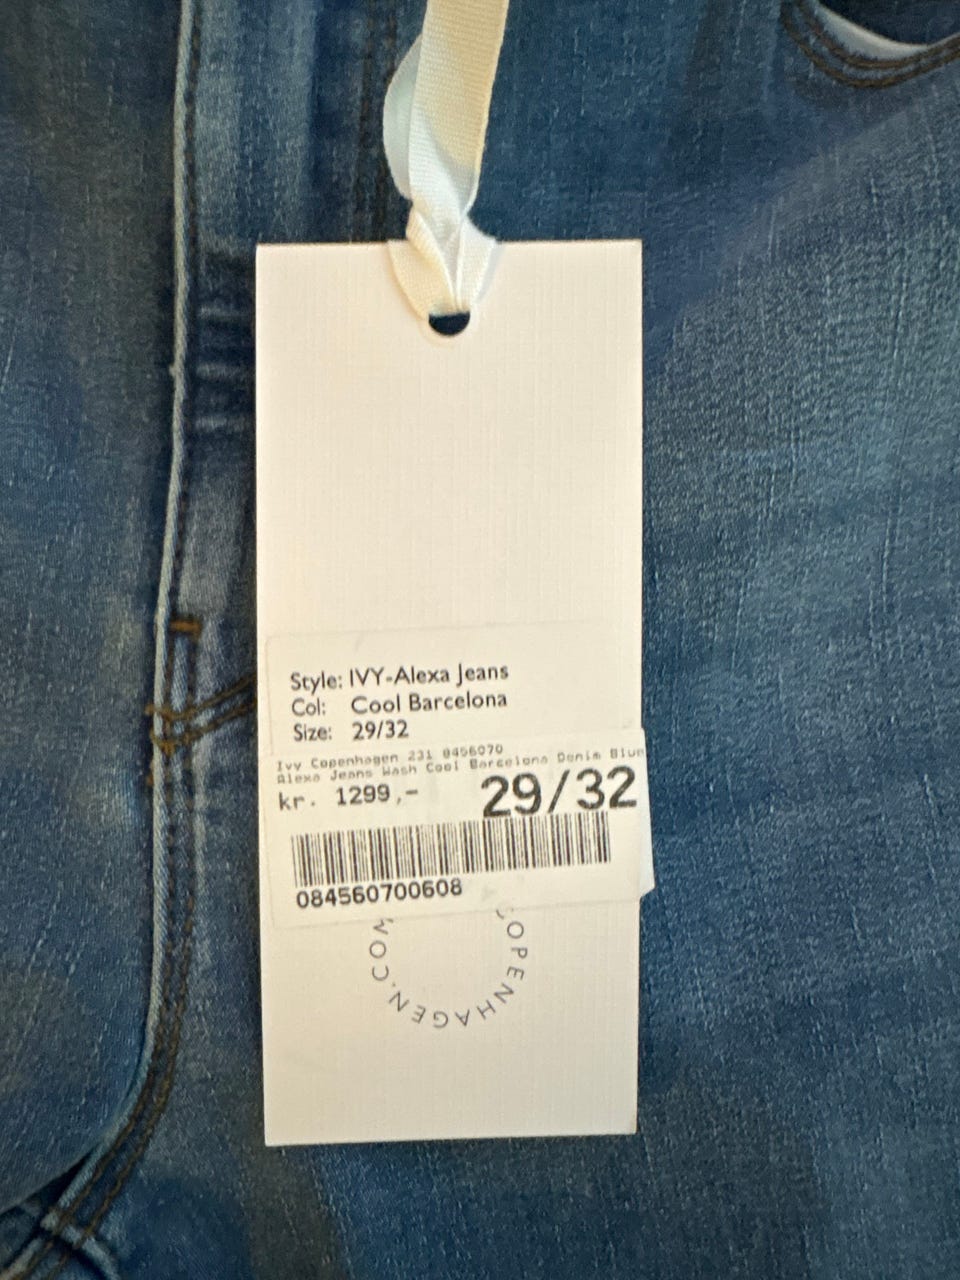 Style: IVY-Alexa Jeans
Col: Cool Barcelona
Size: 29/32
Ivy Copenhagen 231 0456070
Alexa Jeans Wash Cool Barcelona Denim Blue
kr. 1299,-
29/32
084560700608
COPENHAGEN.COM